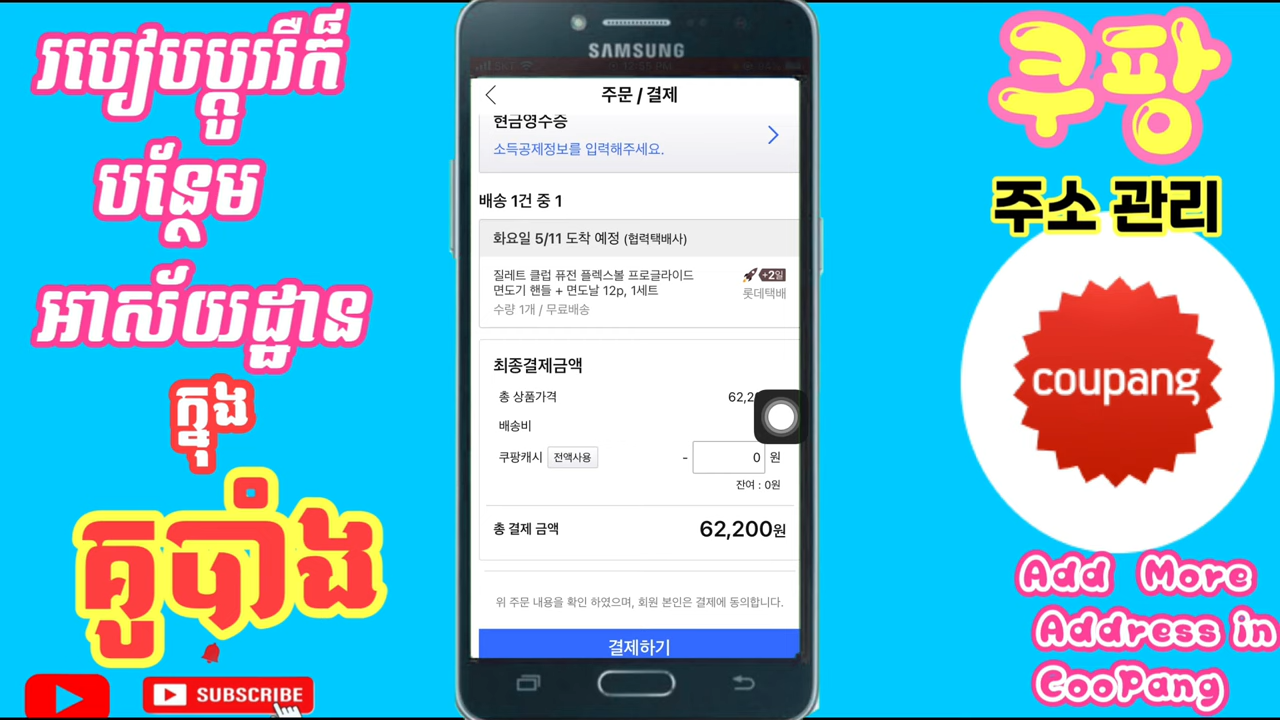 របៀបប្ដូរឺក៏
បន្ថែម
អាស័យដ្ឋាន
ក្នុង
គូប៉ាំង
SUBSCRIBE
SAMSUNG
SKT
12:55 PM
주문 / 결제
현금영수증
소득공제정보를 입력해주세요.
배송 1건 중 1
화요일 5/11 도착 예정 (협력택배사)
질레트 클럽 퓨전 플렉스볼 프로글라이드
면도기 핸들 + 면도날 12p, 1세트
수량 1개 / 무료배송
+2일
롯데택배
최종결제금액
총 상품가격 62,2
배송비
쿠팡캐시 전액사용 - 0 원
잔여 : 0원
총 결제 금액 62,200원
위 주문 내용을 확인 하였으며, 회원 본인은 결제에 동의합니다.
결제하기
쿠팡
주소 관리
coupang
Add More
Address in
CooPang